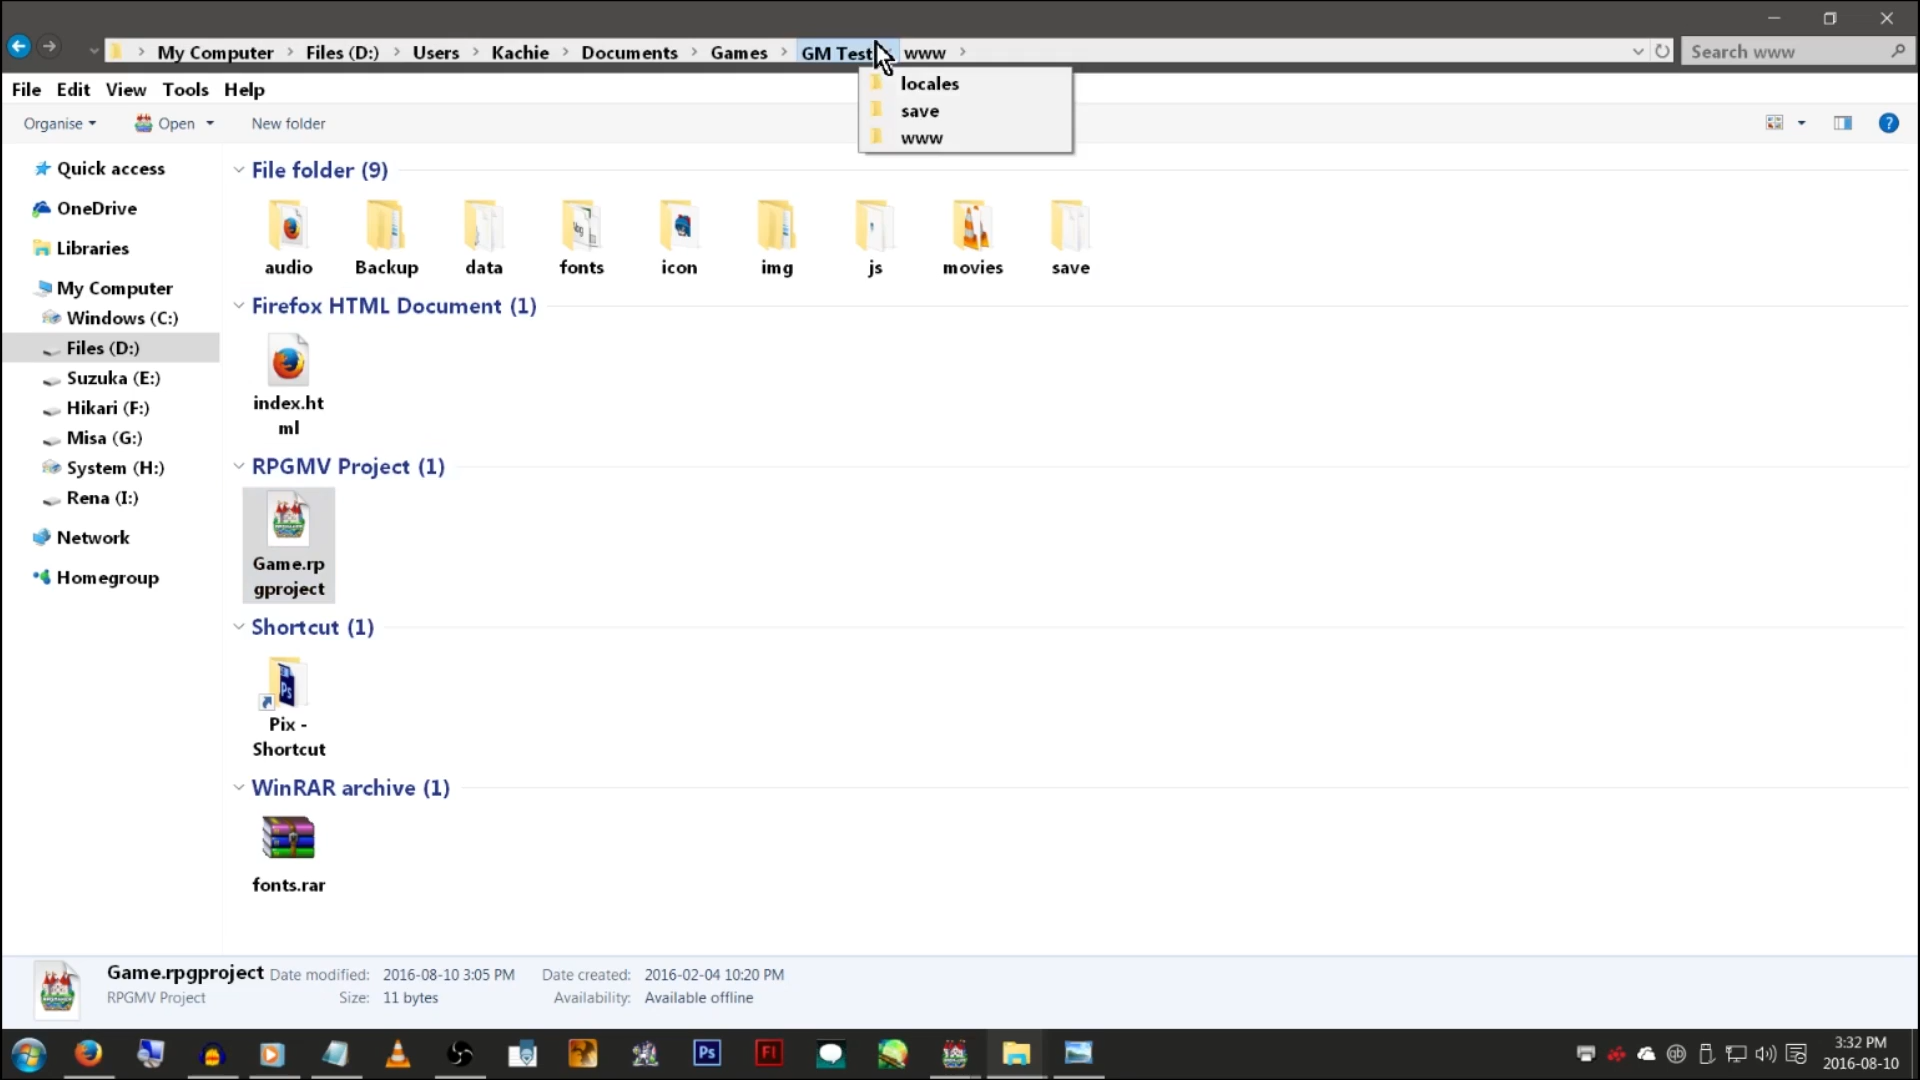 My Computer Files (D:) Users Kachie Documents Games GM Test www
Search www
locales
save
www
File Edit View Tools Help
Organise Open New folder
Quick access
OneDrive
Libraries
My Computer
Windows (C:)
Files (D:)
Suzuka (E:)
Hikari (F:)
Misa (G:)
System (H:)
Rena (I:)
Network
Homegroup
File folder (9)
audio Backup data fonts icon img js movies save
Firefox HTML Document (1)
index.ht
ml
RPGMV Project (1)
Game.rp
gproject
Shortcut (1)
Pix -
Shortcut
WinRAR archive (1)
fonts.rar
Game.rpgproject Date modified: 2016-08-10 3:05 PM Date created: 2016-02-04 10:20 PM
RPGMV Project Size: 11 bytes Availability: Available offline
Ps
Fl
3:32 PM
2016-08-10